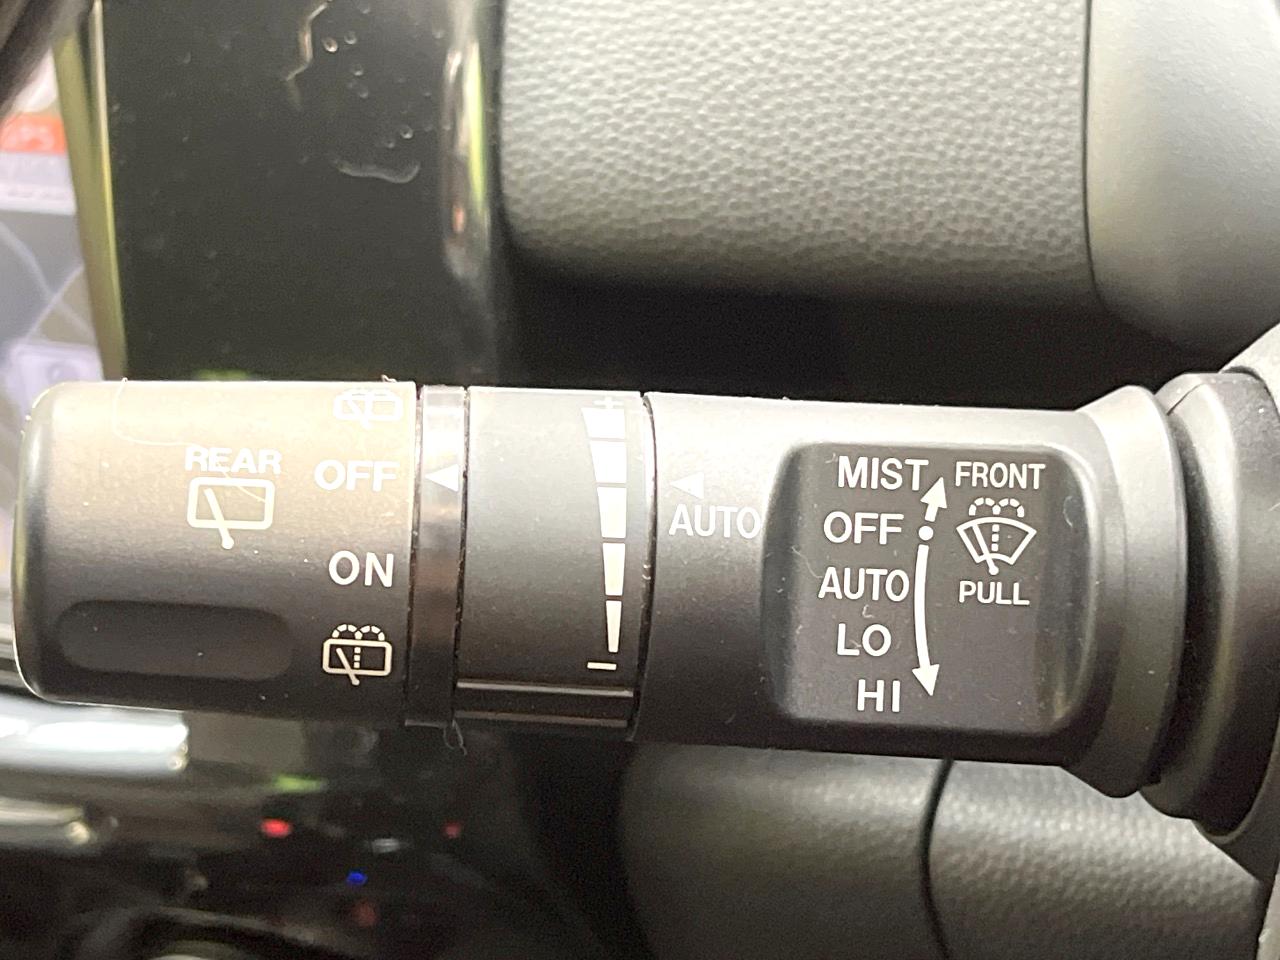 REAR
OFF
ON
+
−
AUTO
MIST
OFF
AUTO
LO
HI
FRONT
PULL